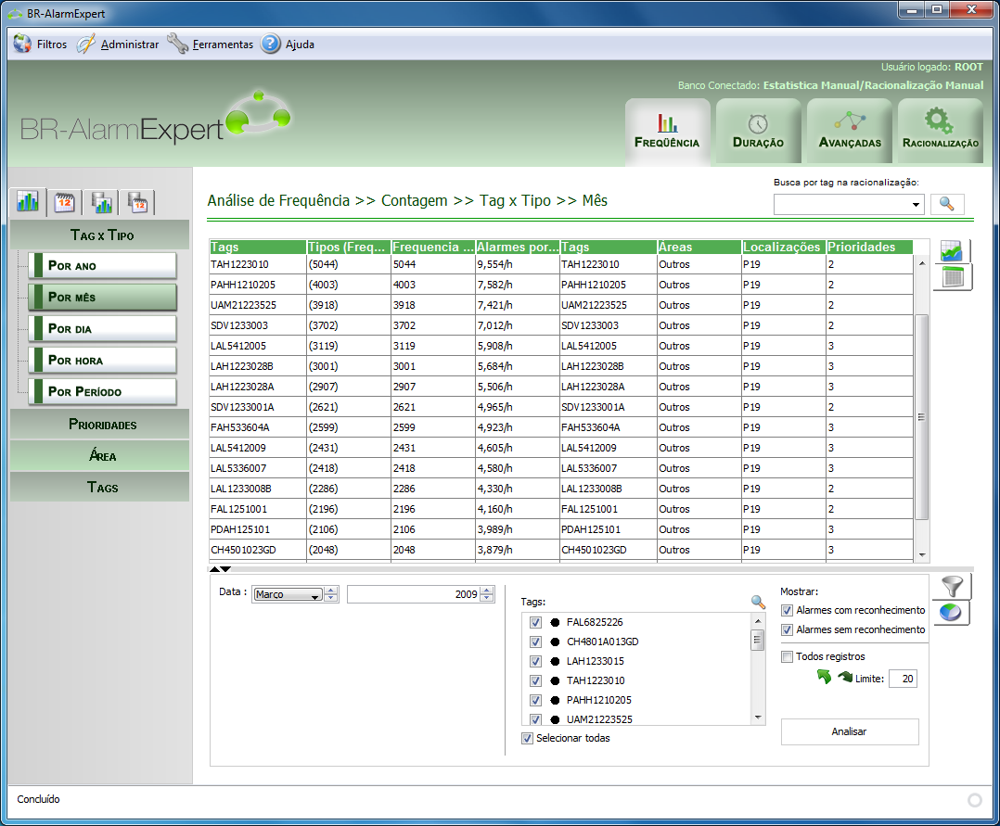 BR-AlarmExpert
Filtros Administrar Ferramentas Ajuda
Usuário logado: ROOT
Banco Conectado: Estatistica Manual/Racionalização Manual
BR-AlarmExpert
Freqüência Duração Avançadas Racionalização
Busca por tag na racionalização:
Análise de Frequência >> Contagem >> Tag x Tipo >> Mês
12 12
Tag x Tipo
Por ano
Por mês
Por dia
Por hora
Por Período
Prioridades
Área
Tags
Tags Tipos (Freq... Frequencia ... Alarmes por... Tags Áreas Localizações Prioridades
TAH1223010 (5044) 5044 9,554/h TAH1223010 Outros P19 2
PAHH1210205 (4003) 4003 7,582/h PAHH1210205 Outros P19 2
UAM21223525 (3918) 3918 7,421/h UAM21223525 Outros P19 2
SDV1233003 (3702) 3702 7,012/h SDV1233003 Outros P19 2
LAL5412005 (3119) 3119 5,908/h LAL5412005 Outros P19 3
LAH1223028B (3001) 3001 5,684/h LAH1223028B Outros P19 3
LAH1223028A (2907) 2907 5,506/h LAH1223028A Outros P19 3
SDV1233001A (2621) 2621 4,965/h SDV1233001A Outros P19 2
FAH533604A (2599) 2599 4,923/h FAH533604A Outros P19 3
LAL5412009 (2431) 2431 4,605/h LAL5412009 Outros P19 3
LAL5336007 (2418) 2418 4,580/h LAL5336007 Outros P19 3
LAL1233008B (2286) 2286 4,330/h LAL1233008B Outros P19 2
FAL1251001 (2196) 2196 4,160/h FAL1251001 Outros P19 2
PDAH125101 (2106) 2106 3,989/h PDAH125101 Outros P19 3
CH4501023GD (2048) 2048 3,879/h CH4501023GD Outros P19 3
Data : Marco 2009
Tags:
FAL6825226
CH4801A013GD
LAH1233015
TAH1223010
PAHH1210205
UAM21223525
Selecionar todas
Mostrar:
Alarmes com reconhecimento
Alarmes sem reconhecimento
Todos registros
Limite: 20
Analisar
Concluído